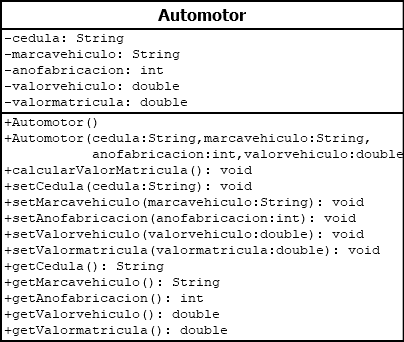 Automotor
-cedula: String
-marcavehiculo: String
-anofabricacion: int
-valorvehiculo: double
-valormatricula: double
+Automotor()
+Automotor(cedula:String,marcavehiculo:String,
anofabricacion:int,valorvehiculo:double
+calcularValorMatricula(): void
+setCedula(cedula:String): void
+setMarcavehiculo(marcavehiculo:String): void
+setAnofabricacion(anofabricacion:int): void
+setValorvehiculo(valorvehiculo:double): void
+setValormatricula(valormatricula:double): void
+getCedula(): String
+getMarcavehiculo(): String
+getAnofabricacion(): int
+getValorvehiculo(): double
+getValormatricula(): double